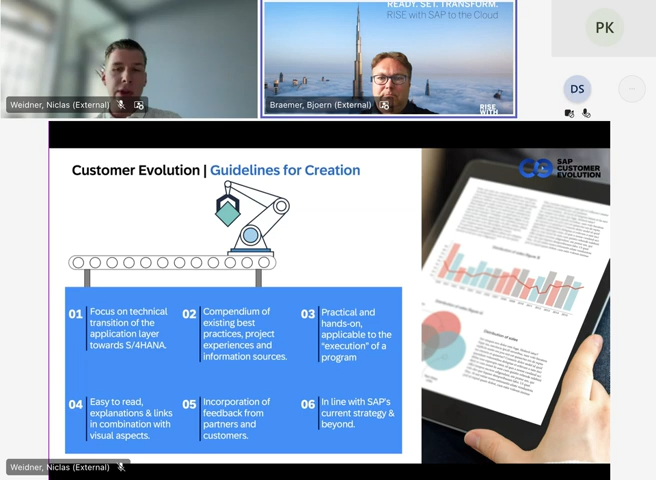 READY. SET. TRANSFORM.
RISE with SAP to the Cloud
PK
DS
Weidner, Niclas (External)
Braemer, Bjoern (External)
RISE
WITH
Customer Evolution | Guidelines for Creation
SAP
CUSTOMER
EVOLUTION
01 Focus on technical
transition of the
application layer
towards S/4HANA.
02 Compendium of
existing best
practices, project
experiences and
information sources.
03 Practical and
hands-on,
applicable to the
"execution" of a
program
04 Easy to read,
explanations & links
in combination with
visual aspects.
05 Incorporation of
feedback from
partners and
customers.
06 In line with SAP's
current strategy &
beyond.
Weidner, Niclas (External)